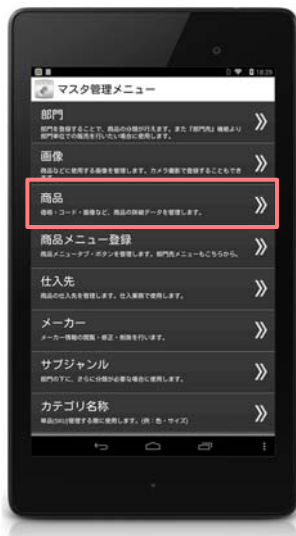 18:29
マスタ管理メニュー
部門
部門を登録することで、商品の分類が行えます。また「部門売」機能より
部門単位での販売を行いたい場合に使用します。
画像
商品などに使用する画像を管理します。カメラ撮影で登録することもでき
ます。
商品
価格・コード・画像など、商品の詳細データを管理します。
商品メニュー登録
商品メニュータブ・ボタンを管理します。部門売メニューもこちらから。
仕入先
商品の仕入先を管理します。仕入業務で使用します。
メーカー
メーカー情報の閲覧・修正・削除を行います。
サブジャンル
部門の下に、さらに分類が必要な場合に使用します。
カテゴリ名称
単品(SKU)管理する際に使用します。(例:色・サイズ)